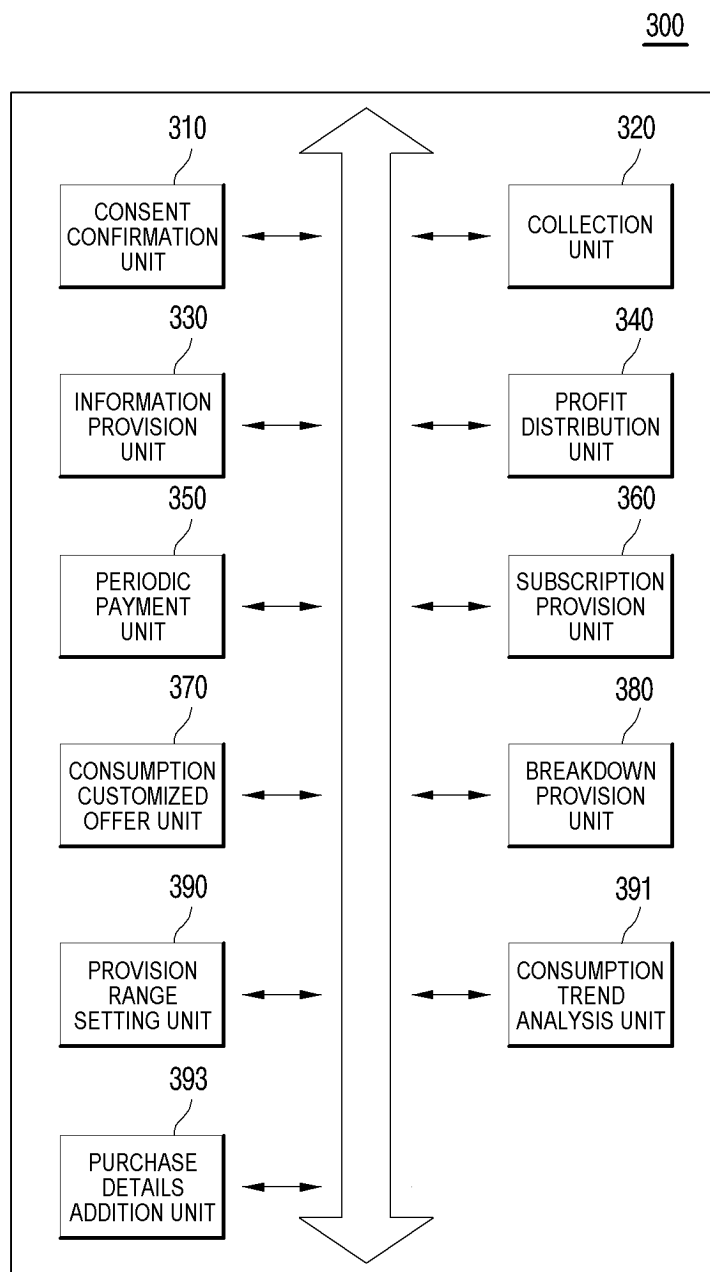 300
310
320
CONSENT
CONFIRMATION
UNIT
COLLECTION
UNIT
330
340
INFORMATION
PROVISION
UNIT
PROFIT
DISTRIBUTION
UNIT
350
360
PERIODIC
PAYMENT
UNIT
SUBSCRIPTION
PROVISION
UNIT
370
380
CONSUMPTION
CUSTOMIZED
OFFER UNIT
BREAKDOWN
PROVISION
UNIT
390
391
PROVISION
RANGE
SETTING UNIT
CONSUMPTION
TREND
ANALYSIS UNIT
393
PURCHASE
DETAILS
ADDITION UNIT